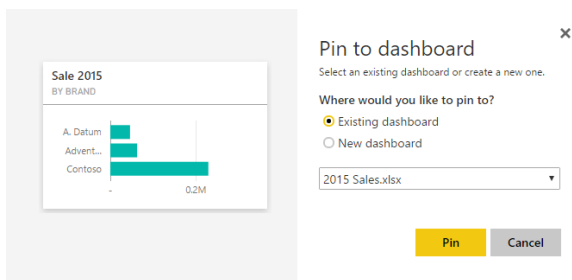 Sale 2015
BY BRAND
A. Datum
Advent...
Contoso
-
0.2M
Pin to dashboard
Select an existing dashboard or create a new one.
Where would you like to pin to?
Existing dashboard
New dashboard
2015 Sales.xlsx
Pin
Cancel